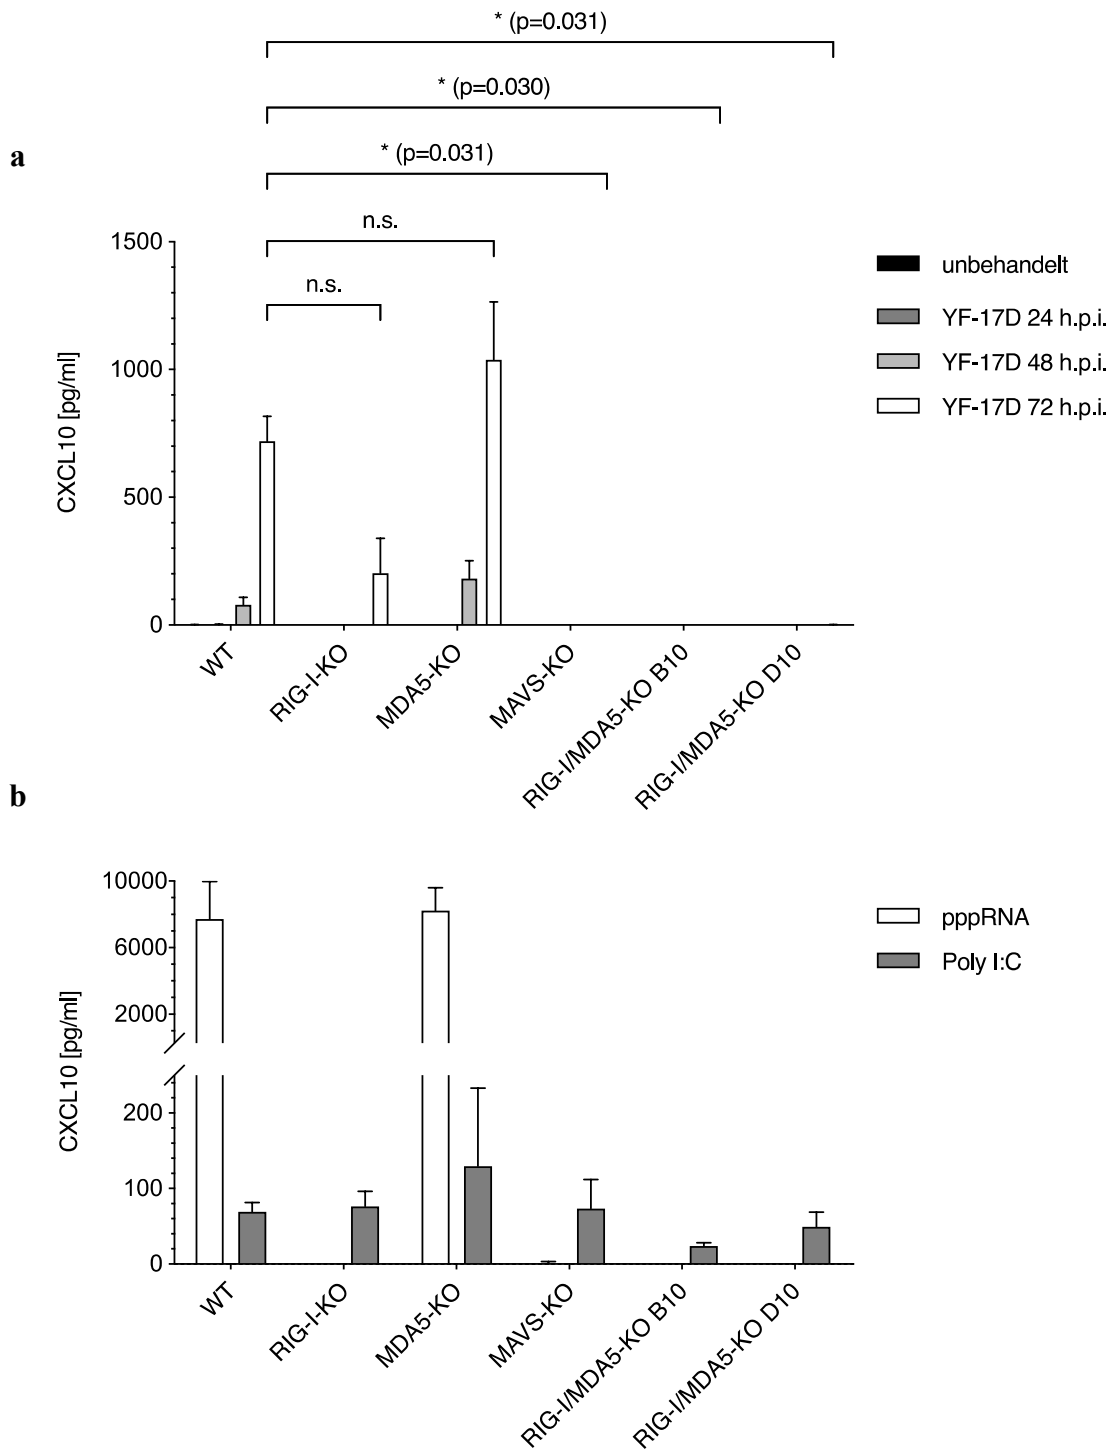 * (p=0.031)
* (p=0.030)
a
* (p=0.031)
n.s.
n.s.
CXCL10 [pg/ml]
1500
1000
500
0
unbehandelt
YF-17D 24 h.p.i.
YF-17D 48 h.p.i.
YF-17D 72 h.p.i.
WT
RIG-I-KO
MDA5-KO
MAVS-KO
RIG-I/MDA5-KO B10
RIG-I/MDA5-KO D10
b
CXCL10 [pg/ml]
10000
6000
2000
200
100
0
pppRNA
Poly I:C
WT
RIG-I-KO
MDA5-KO
MAVS-KO
RIG-I/MDA5-KO B10
RIG-I/MDA5-KO D10